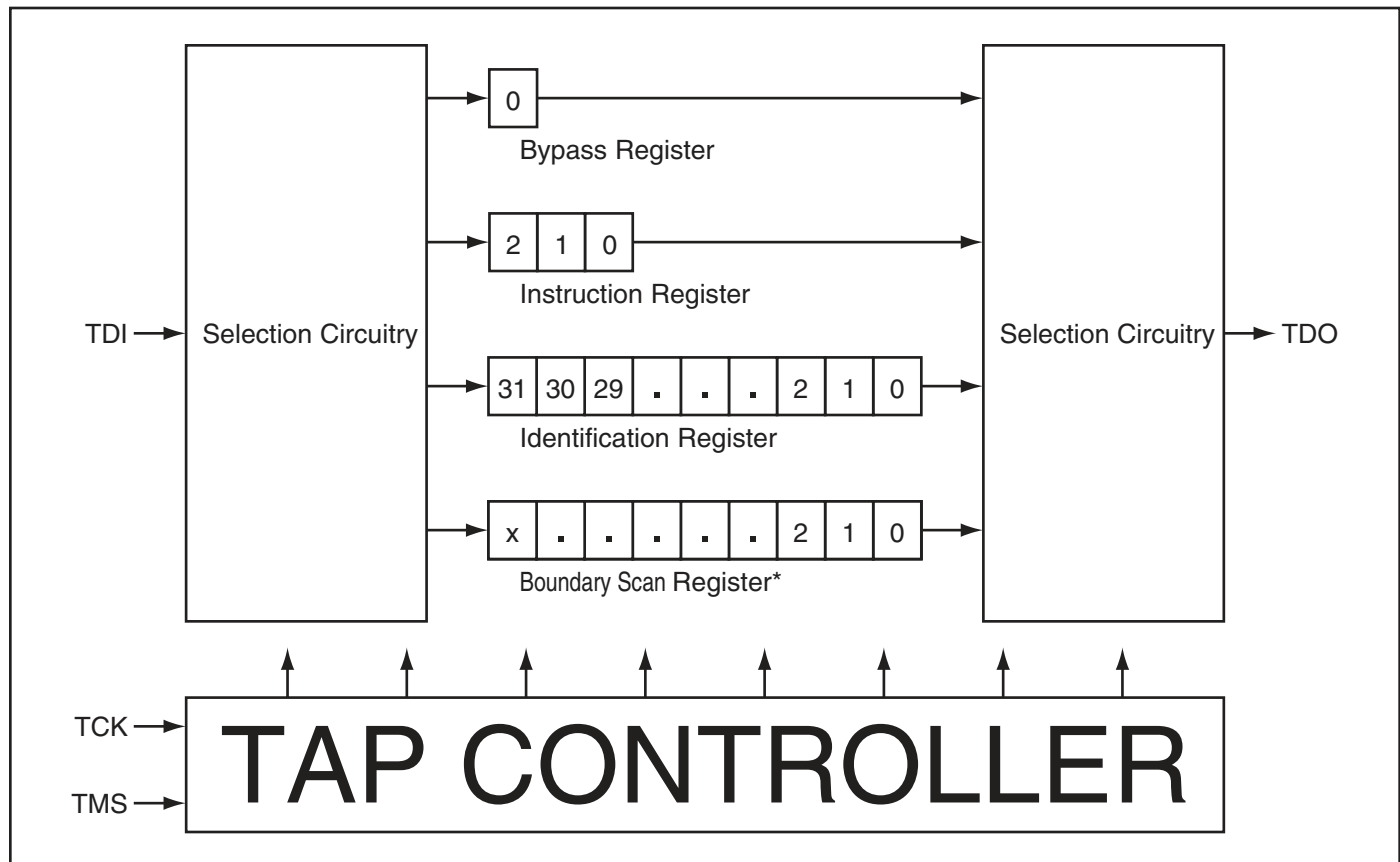 0
Bypass Register
2 1 0
Instruction Register
TDI
Selection Circuitry
Selection Circuitry
TDO
31 30 29 . . . 2 1 0
Identification Register
x . . . . . 2 1 0
Boundary Scan Register*
TCK
TAP CONTROLLER
TMS